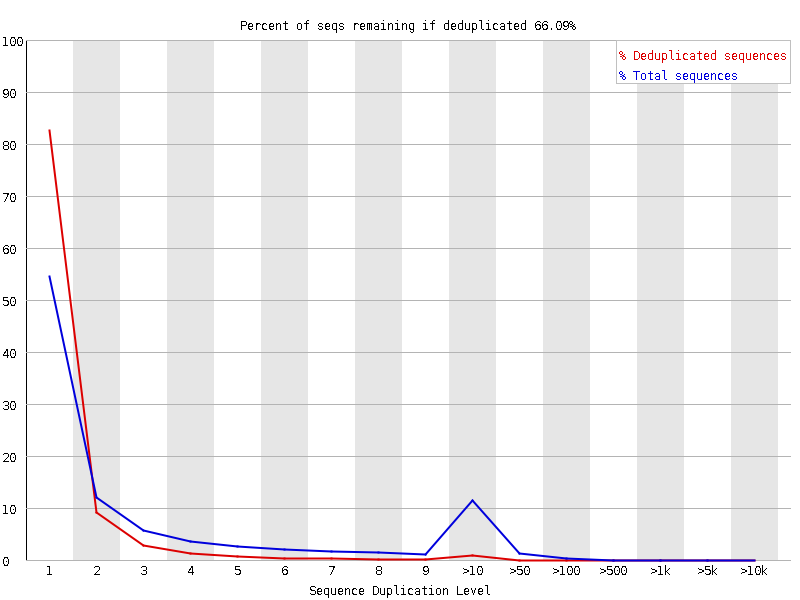 Percent of seqs remaining if deduplicated 66.09%
% Deduplicated sequences
% Total sequences
100
90
80
70
60
50
40
30
20
10
0
1 2 3 4 5 6 7 8 9 >10 >50 >100 >500 >1k >5k >10k
Sequence Duplication Level